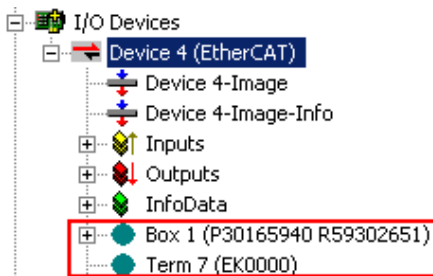 I/O Devices
Device 4 (EtherCAT)
Device 4-Image
Device 4-Image-Info
Inputs
Outputs
InfoData
Box 1 (P30165940 R59302651)
Term 7 (EK0000)